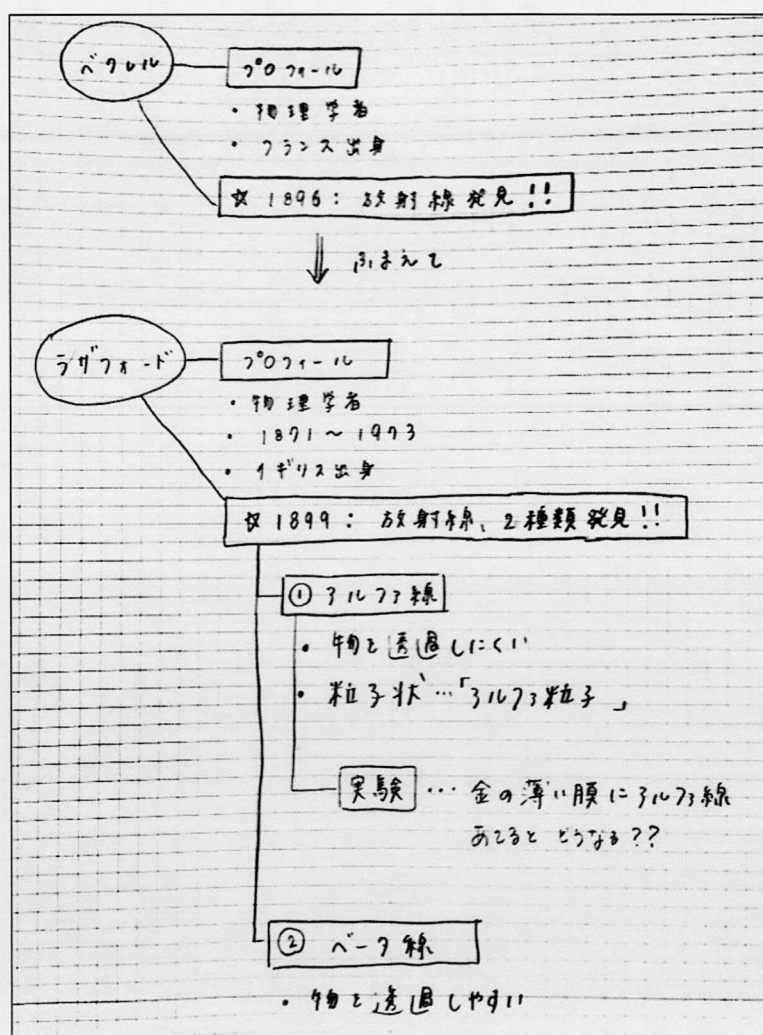 ベクレル
プロフィール
・物理学者
・フランス出身
☆1896：放射線発見!!
ふまえて
ラザフォード
プロフィール
・物理学者
・1871～1973
・イギリス出身
☆1899：放射線、2種類発見!!
① アルファ線
・物を透過しにくい
・粒子状…「アルファ粒子」
実験…金の薄い膜にアルファ線
あてるとどうなる??
② ベータ線
・物を透過しやすい